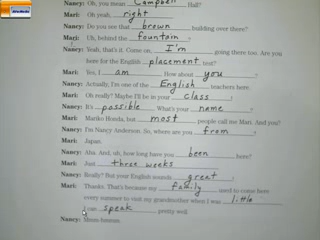 Nancy: Oh, you mean Campbell Hall?
Mari: Oh yeah, right
Nancy: Do you see that brown building over there?
Mari: Uh, behind the fountain ?
Nancy: Yeah, that's it. Come on, I'm going there too. Are you
here for the English placement test?
Mari: Yes, I am. How about you ?
Nancy: Actually, I'm one of the English teachers here.
Mari: Oh really? Maybe I'll be in your class !
Nancy: It's possible. What's your name ?
Mari: Mariko Honda, but most people call me Mari. And you?
Nancy: I'm Nancy Anderson. So, where are you from ?
Mari: Japan.
Nancy: Aha. And, uh, how long have you been here?
Mari: Just three weeks.
Nancy: Really? But your English sounds great !
Mari: Thanks. That's because my family used to come here
every summer to visit my grandmother when I was little
I can speak pretty well.
Nancy: Mmm-hmmm.